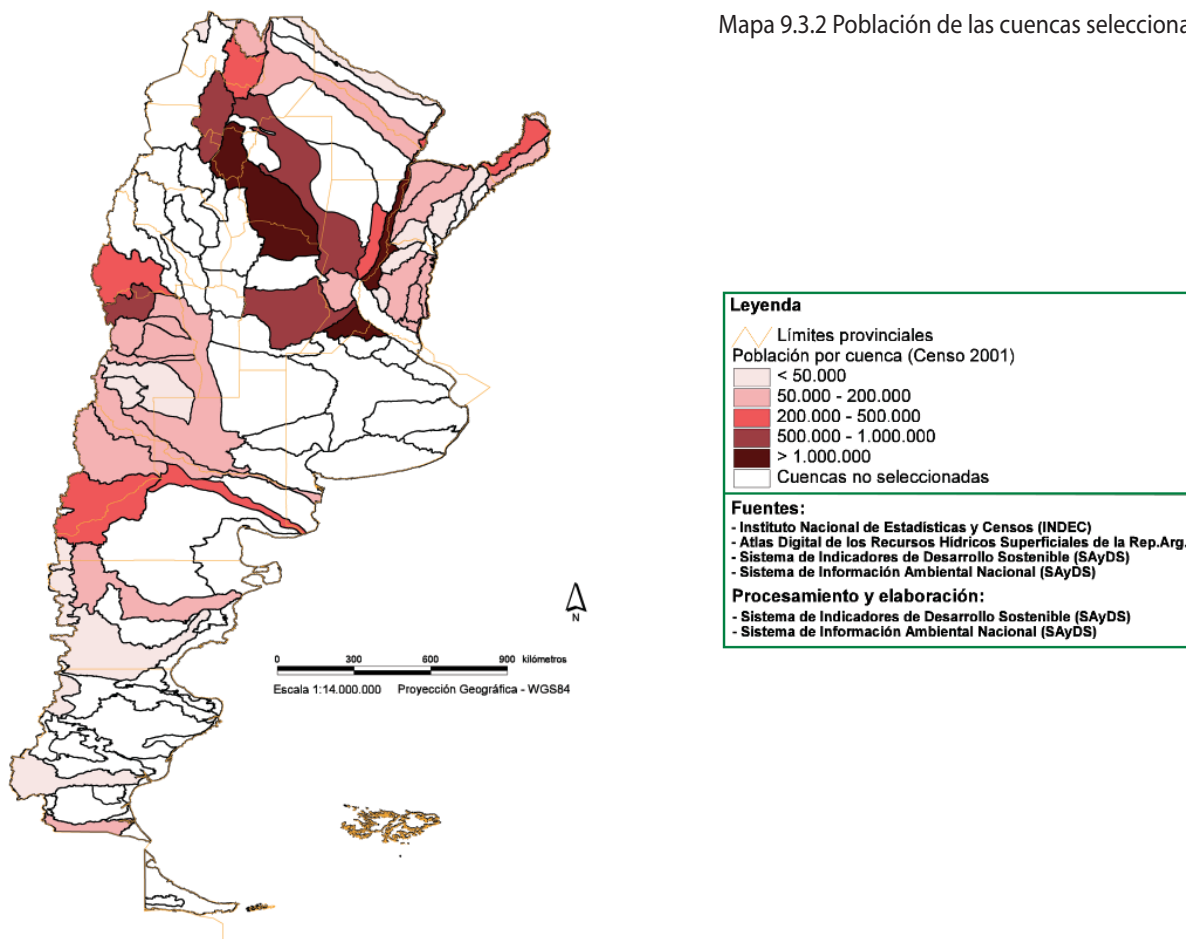 Mapa 9.3.2 Población de las cuencas selecciona
Leyenda
Límites provinciales
Población por cuenca (Censo 2001)
< 50.000
50.000 - 200.000
200.000 - 500.000
500.000 - 1.000.000
> 1.000.000
Cuencas no seleccionadas
Fuentes:
- Instituto Nacional de Estadísticas y Censos (INDEC)
- Atlas Digital de los Recursos Hídricos Superficiales de la Rep.Arg.
- Sistema de Indicadores de Desarrollo Sostenible (SAyDS)
- Sistema de Información Ambiental Nacional (SAyDS)
Procesamiento y elaboración:
- Sistema de Indicadores de Desarrollo Sostenible (SAyDS)
- Sistema de Información Ambiental Nacional (SAyDS)
N
0 300 600 900 kilómetros
Escala 1:14.000.000 Proyección Geográfica - WGS84